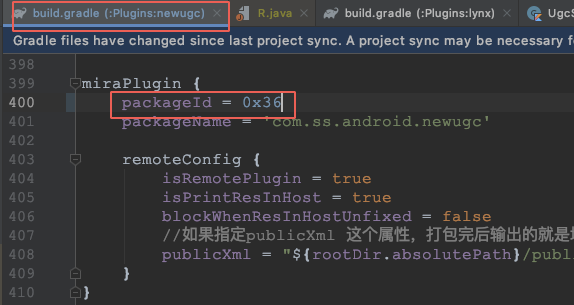 build.gradle (:Plugins:newugc) × R.java × build.gradle (:Plugins:lynx) × UgcS
Gradle files have changed since last project sync. A project sync may be necessary f
398
399 miraPlugin {
400 packageId = 0x36
401 packageName = 'com.ss.android.newugc'
402
403 remoteConfig {
404 isRemotePlugin = true
405 isPrintResInHost = true
406 blockWhenResInHostUnfixed = false
407 //如果指定publicXml 这个属性，打包完后输出的就是
408 publicXml = "${rootDir.absolutePath}/publ
409 }
410 }